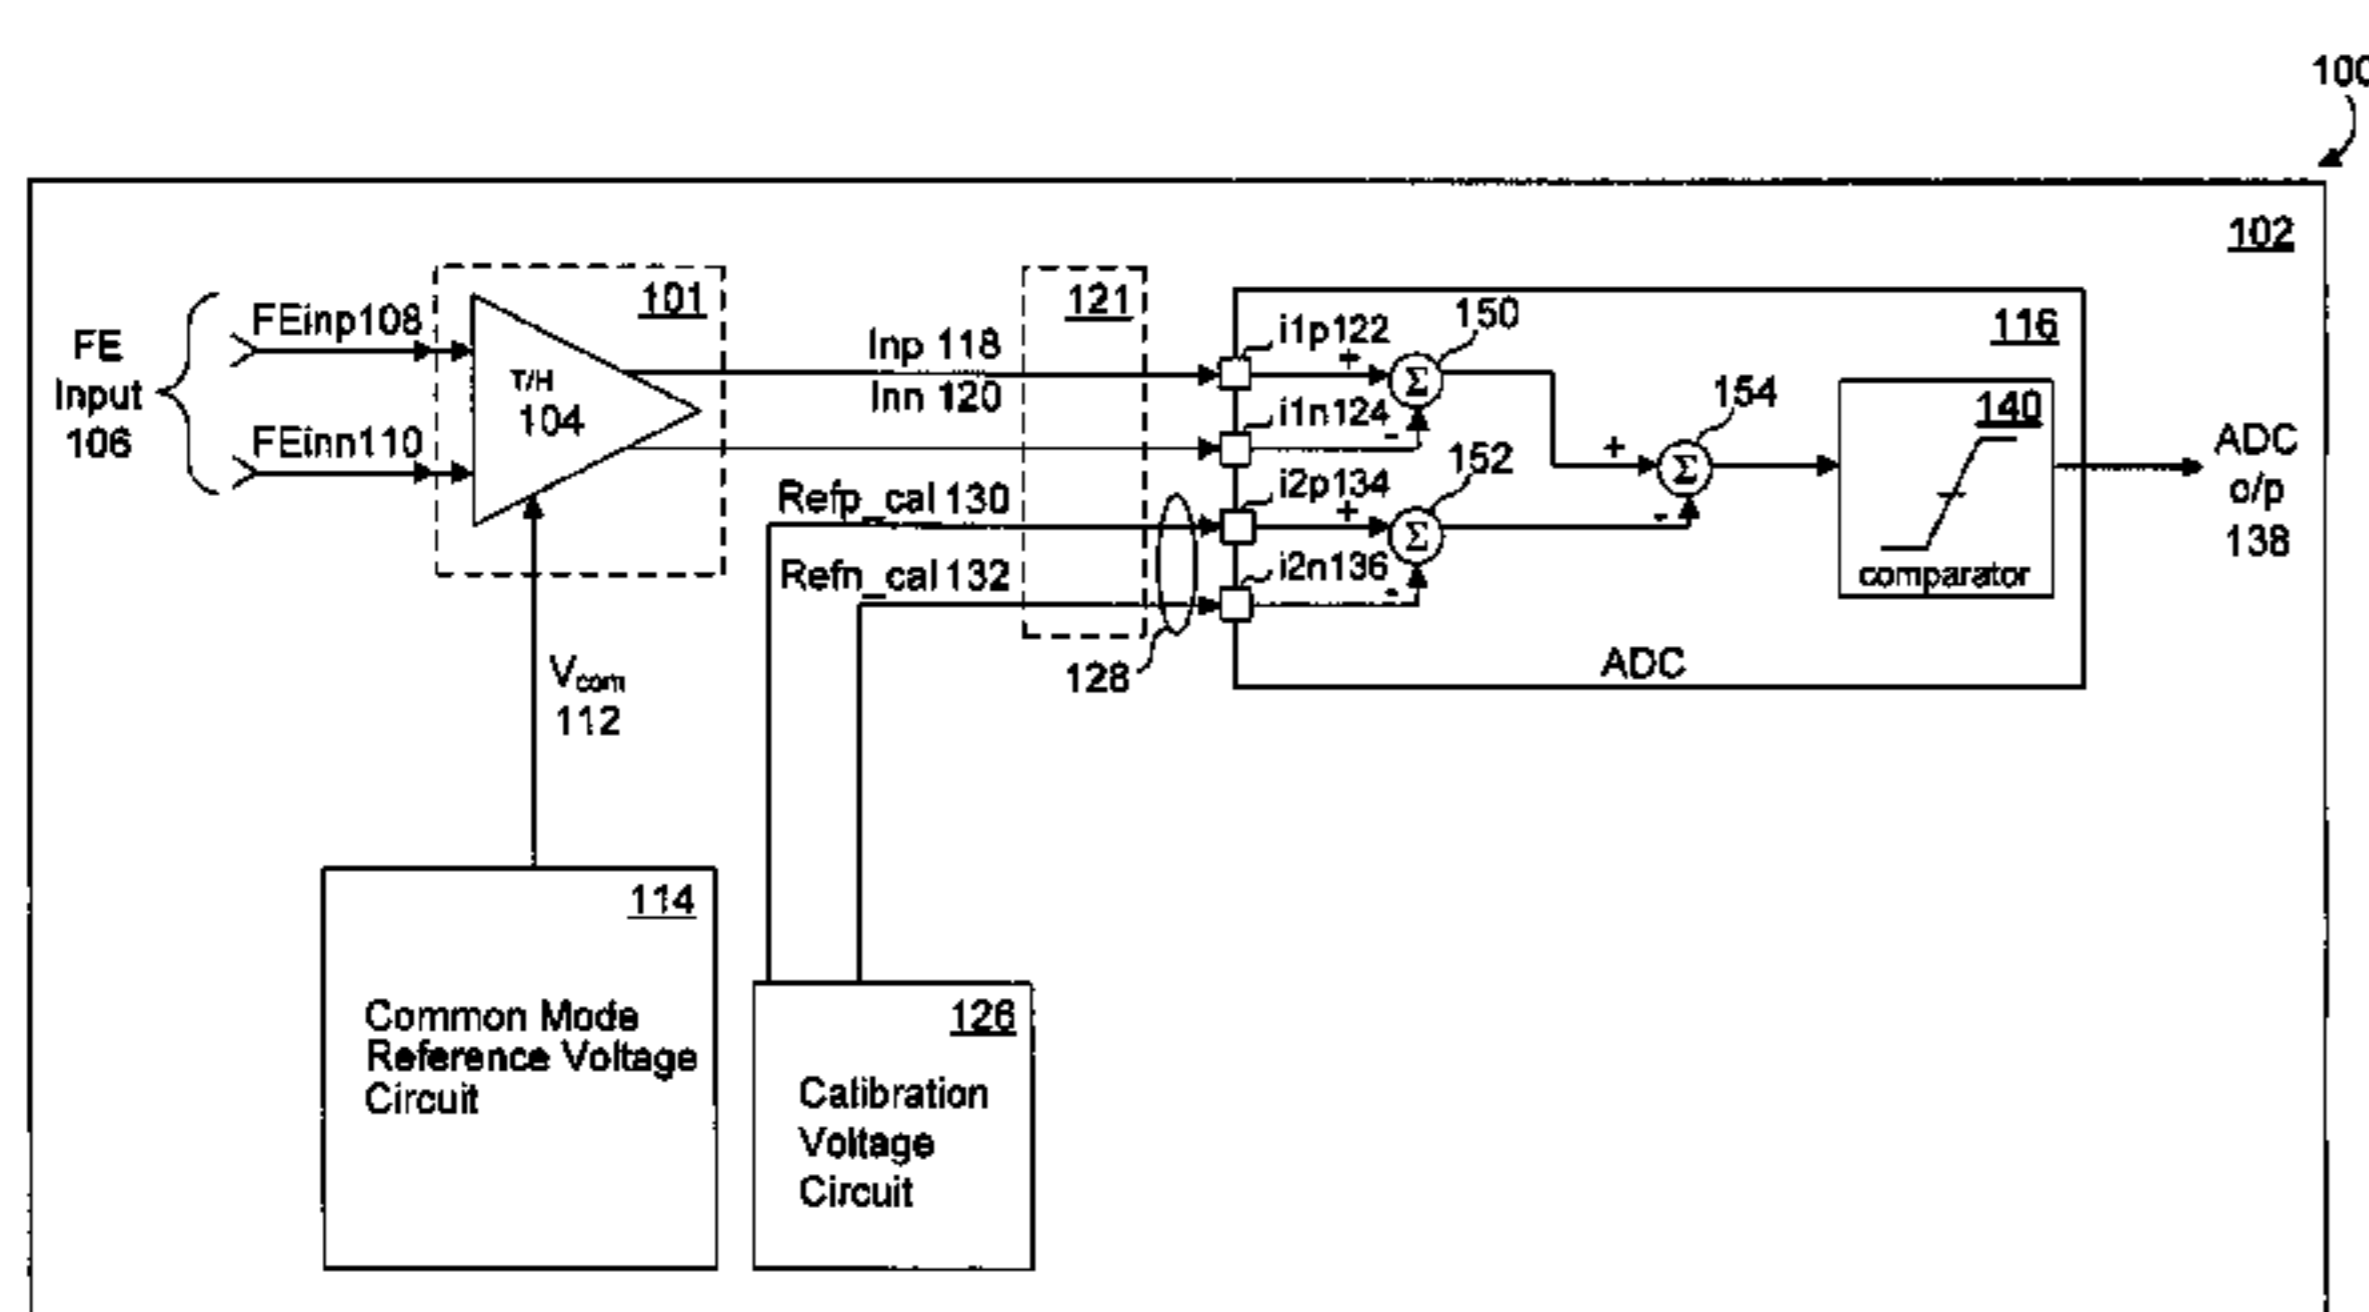 100
102
101
121
116
FEinp108
FE
Input
106
FEinn110
T/H
104
Inp 118
Inn 120
Refp_cal 130
Refn_cal 132
128
i1p122
+
i1n124
-
i2p134
+
i2n136
-
150
Σ
152
Σ
154
+
Σ
-
140
comparator
ADC
ADC
o/p
138
Vcom
112
114
Common Mode
Reference Voltage
Circuit
126
Calibration
Voltage
Circuit